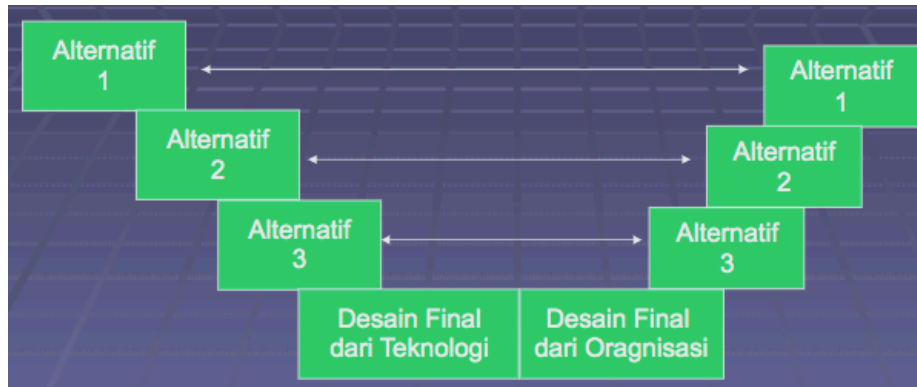 Alternatif
1
Alternatif
1
Alternatif
2
Alternatif
2
Alternatif
3
Alternatif
3
Desain Final
dari Teknologi
Desain Final
dari Oragnisasi